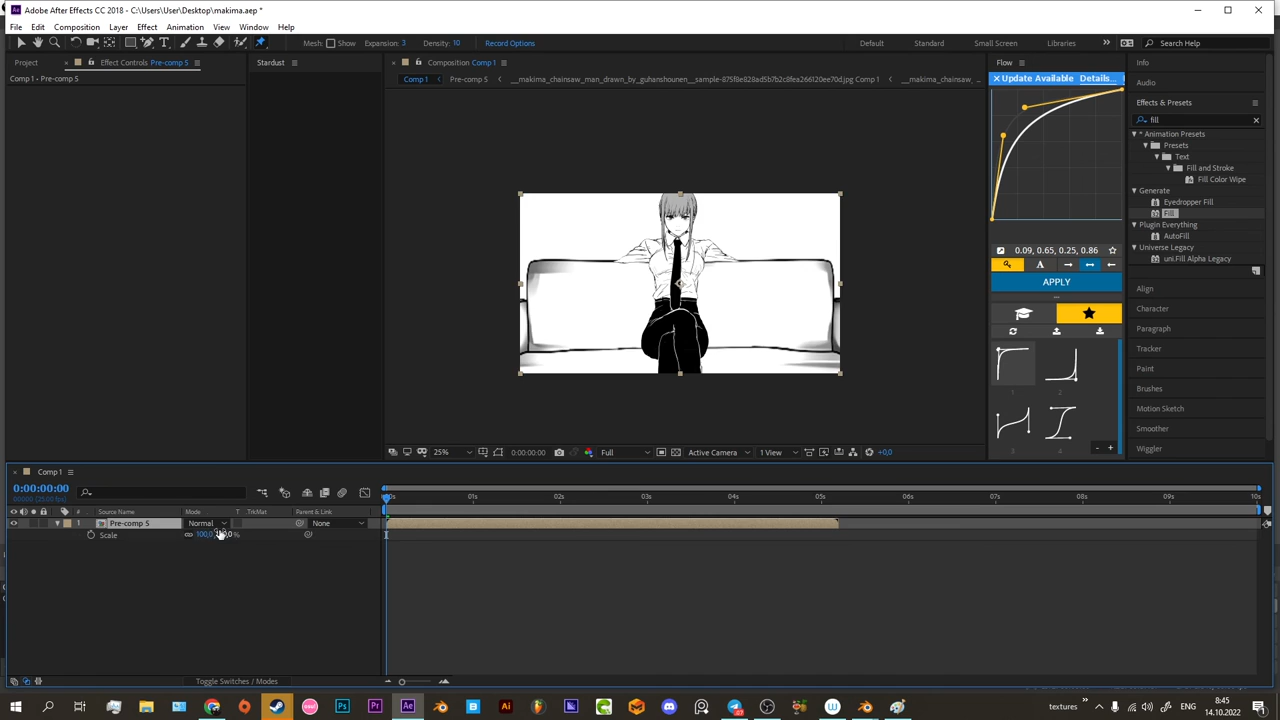 Adobe After Effects CC 2018 - C:\Users\User\Desktop\makima.aep *
File Edit Composition Layer Effect Animation View Window Help
Mesh: Show Expansion: 3 Density: 10 Record Options Default Standard Small Screen Libraries Search Help
Project Effect Controls Pre-comp 5 Stardust Composition Comp 1 Flow Info
Comp 1 • Pre-comp 5
Comp 1 Pre-comp 5 __makima_chainsaw_man_drawn_by_guhanshounen__sample-875f8e828ad5b7b2c8fea266120ee70d.jpg Comp 1 __makima_chainsaw_
Update Available Details...
Audio
Effects & Presets
fill
* Animation Presets
Presets
Text
Fill and Stroke
Fill Color Wipe
Generate
Eyedropper Fill
Fill
Plugin Everything
AutoFill
Universe Legacy
uni.Fill Alpha Legacy
0.09, 0.65, 0.25, 0.86
A
APPLY
Align
Character
Paragraph
Tracker
Paint
Brushes
Motion Sketch
Smoother
Wiggler
1 2
3 4
25% 0:00:00:00 Full Active Camera 1 View +0,0
Comp 1
0:00:00:00
00000 (25.00 fps)
01s 02s 03s 04s 05s 06s 07s 08s 09s 10s
# Source Name Mode T .TrkMat Parent & Link
1 Pre-comp 5 Normal None
Scale 100,0,
Toggle Switches / Modes
textures
8:45
14.10.2022